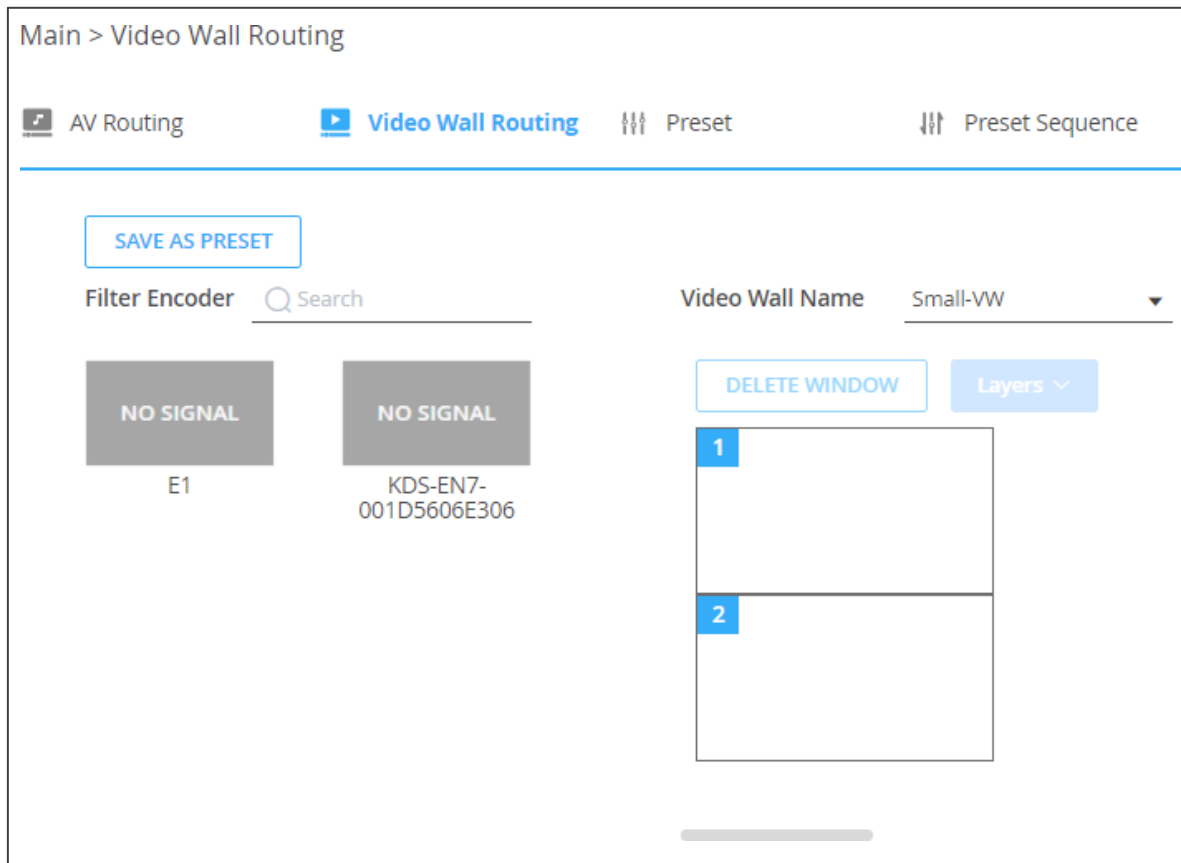 Main > Video Wall Routing
AV Routing
Video Wall Routing
Preset
Preset Sequence
SAVE AS PRESET
Filter Encoder
Search
Video Wall Name
Small-VW
NO SIGNAL
E1
NO SIGNAL
KDS-EN7-
001D5606E306
DELETE WINDOW
Layers
1
2